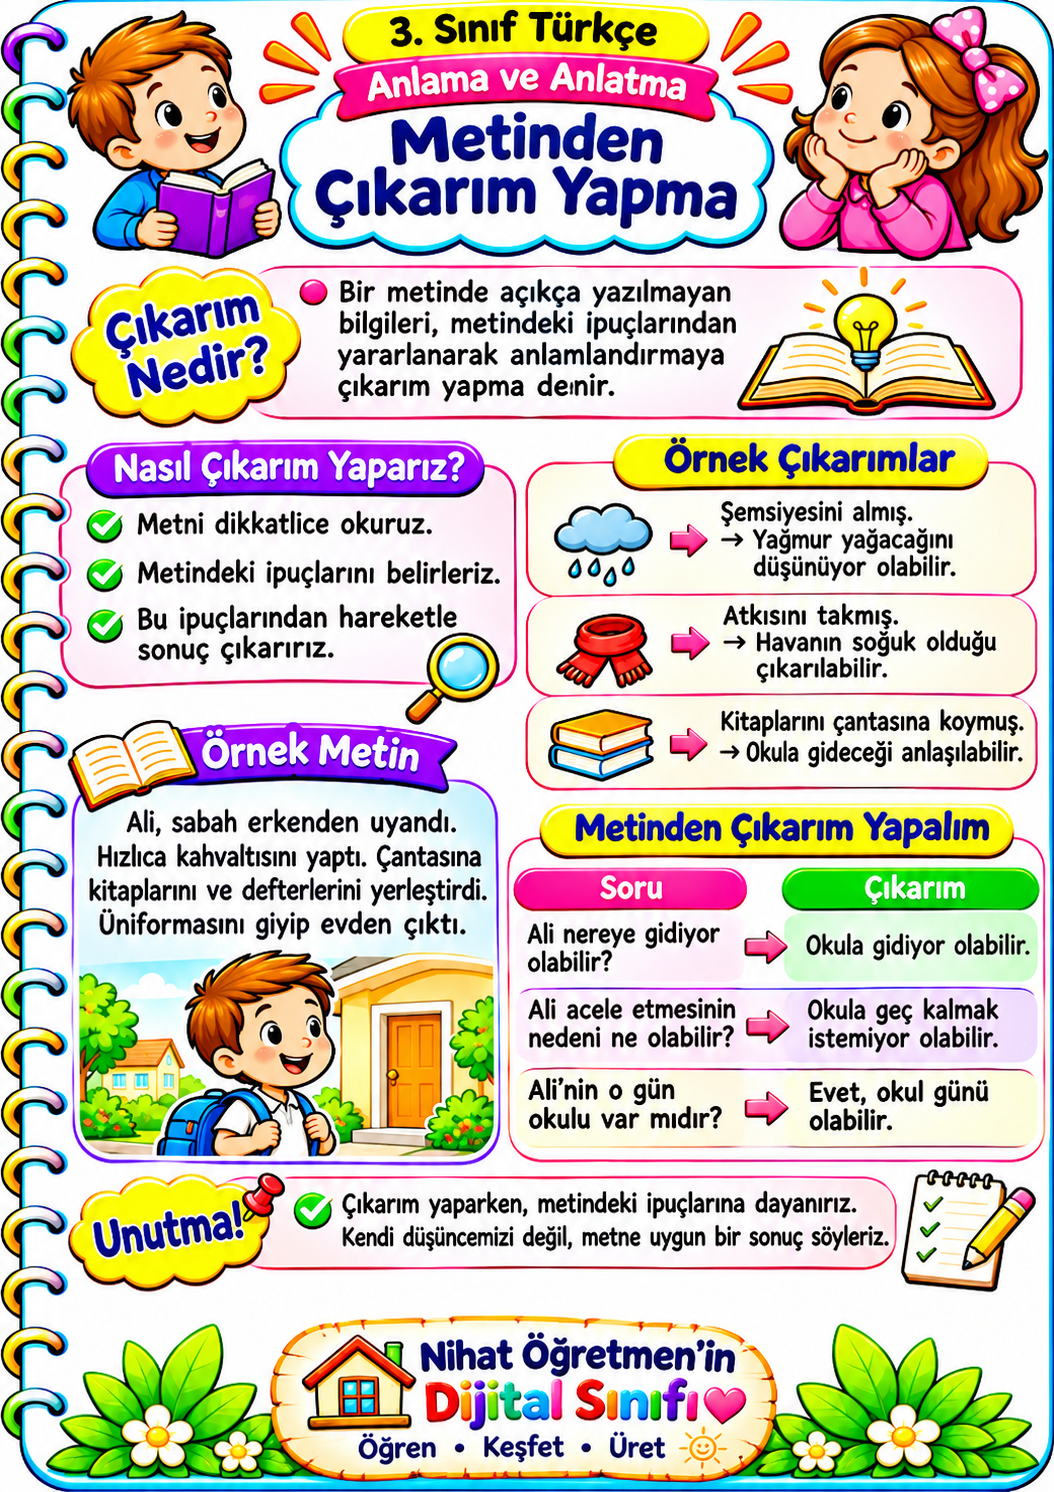 3. Sınıf Türkçe
Anlama ve Anlatma
Metinden
Çıkarım Yapma
Çıkarım
Nedir?
Bir metinde açıkça yazılmayan
bilgileri, metindeki ipuçlarından
yararlanarak anlamlandırmaya
çıkarım yapma denir.
Nasıl Çıkarım Yaparız?
Metni dikkatlice okuruz.
Metindeki ipuçlarını belirleriz.
Bu ipuçlarından hareketle
sonuç çıkarırız.
Örnek Çıkarımlar
Şemsiyesini almış.
→ Yağmur yağacağını
düşünüyor olabilir.
Atkısını takmış.
→ Havanın soğuk olduğu
çıkarılabilir.
Kitaplarını çantasına koymuş.
→ Okula gideceği anlaşılabilir.
Örnek Metin
Ali, sabah erkenden uyandı.
Hızlıca kahvaltısını yaptı. Çantasına
kitaplarını ve defterlerini yerleştirdi.
Üniformasını giyip evden çıktı.
Metinden Çıkarım Yapalım
Soru
Çıkarım
Ali nereye gidiyor
olabilir?
Okula gidiyor olabilir.
Ali acele etmesinin
nedeni ne olabilir?
Okula geç kalmak
istemiyor olabilir.
Ali'nin o gün
okulu var mıdır?
Evet, okul günü
olabilir.
Unutma!
Çıkarım yaparken, metindeki ipuçlarına dayanırız.
Kendi düşüncemizi değil, metne uygun bir sonuç söyleriz.
Nihat Öğretmen'in
Dijital Sınıfı
Öğren • Keşfet • Üret